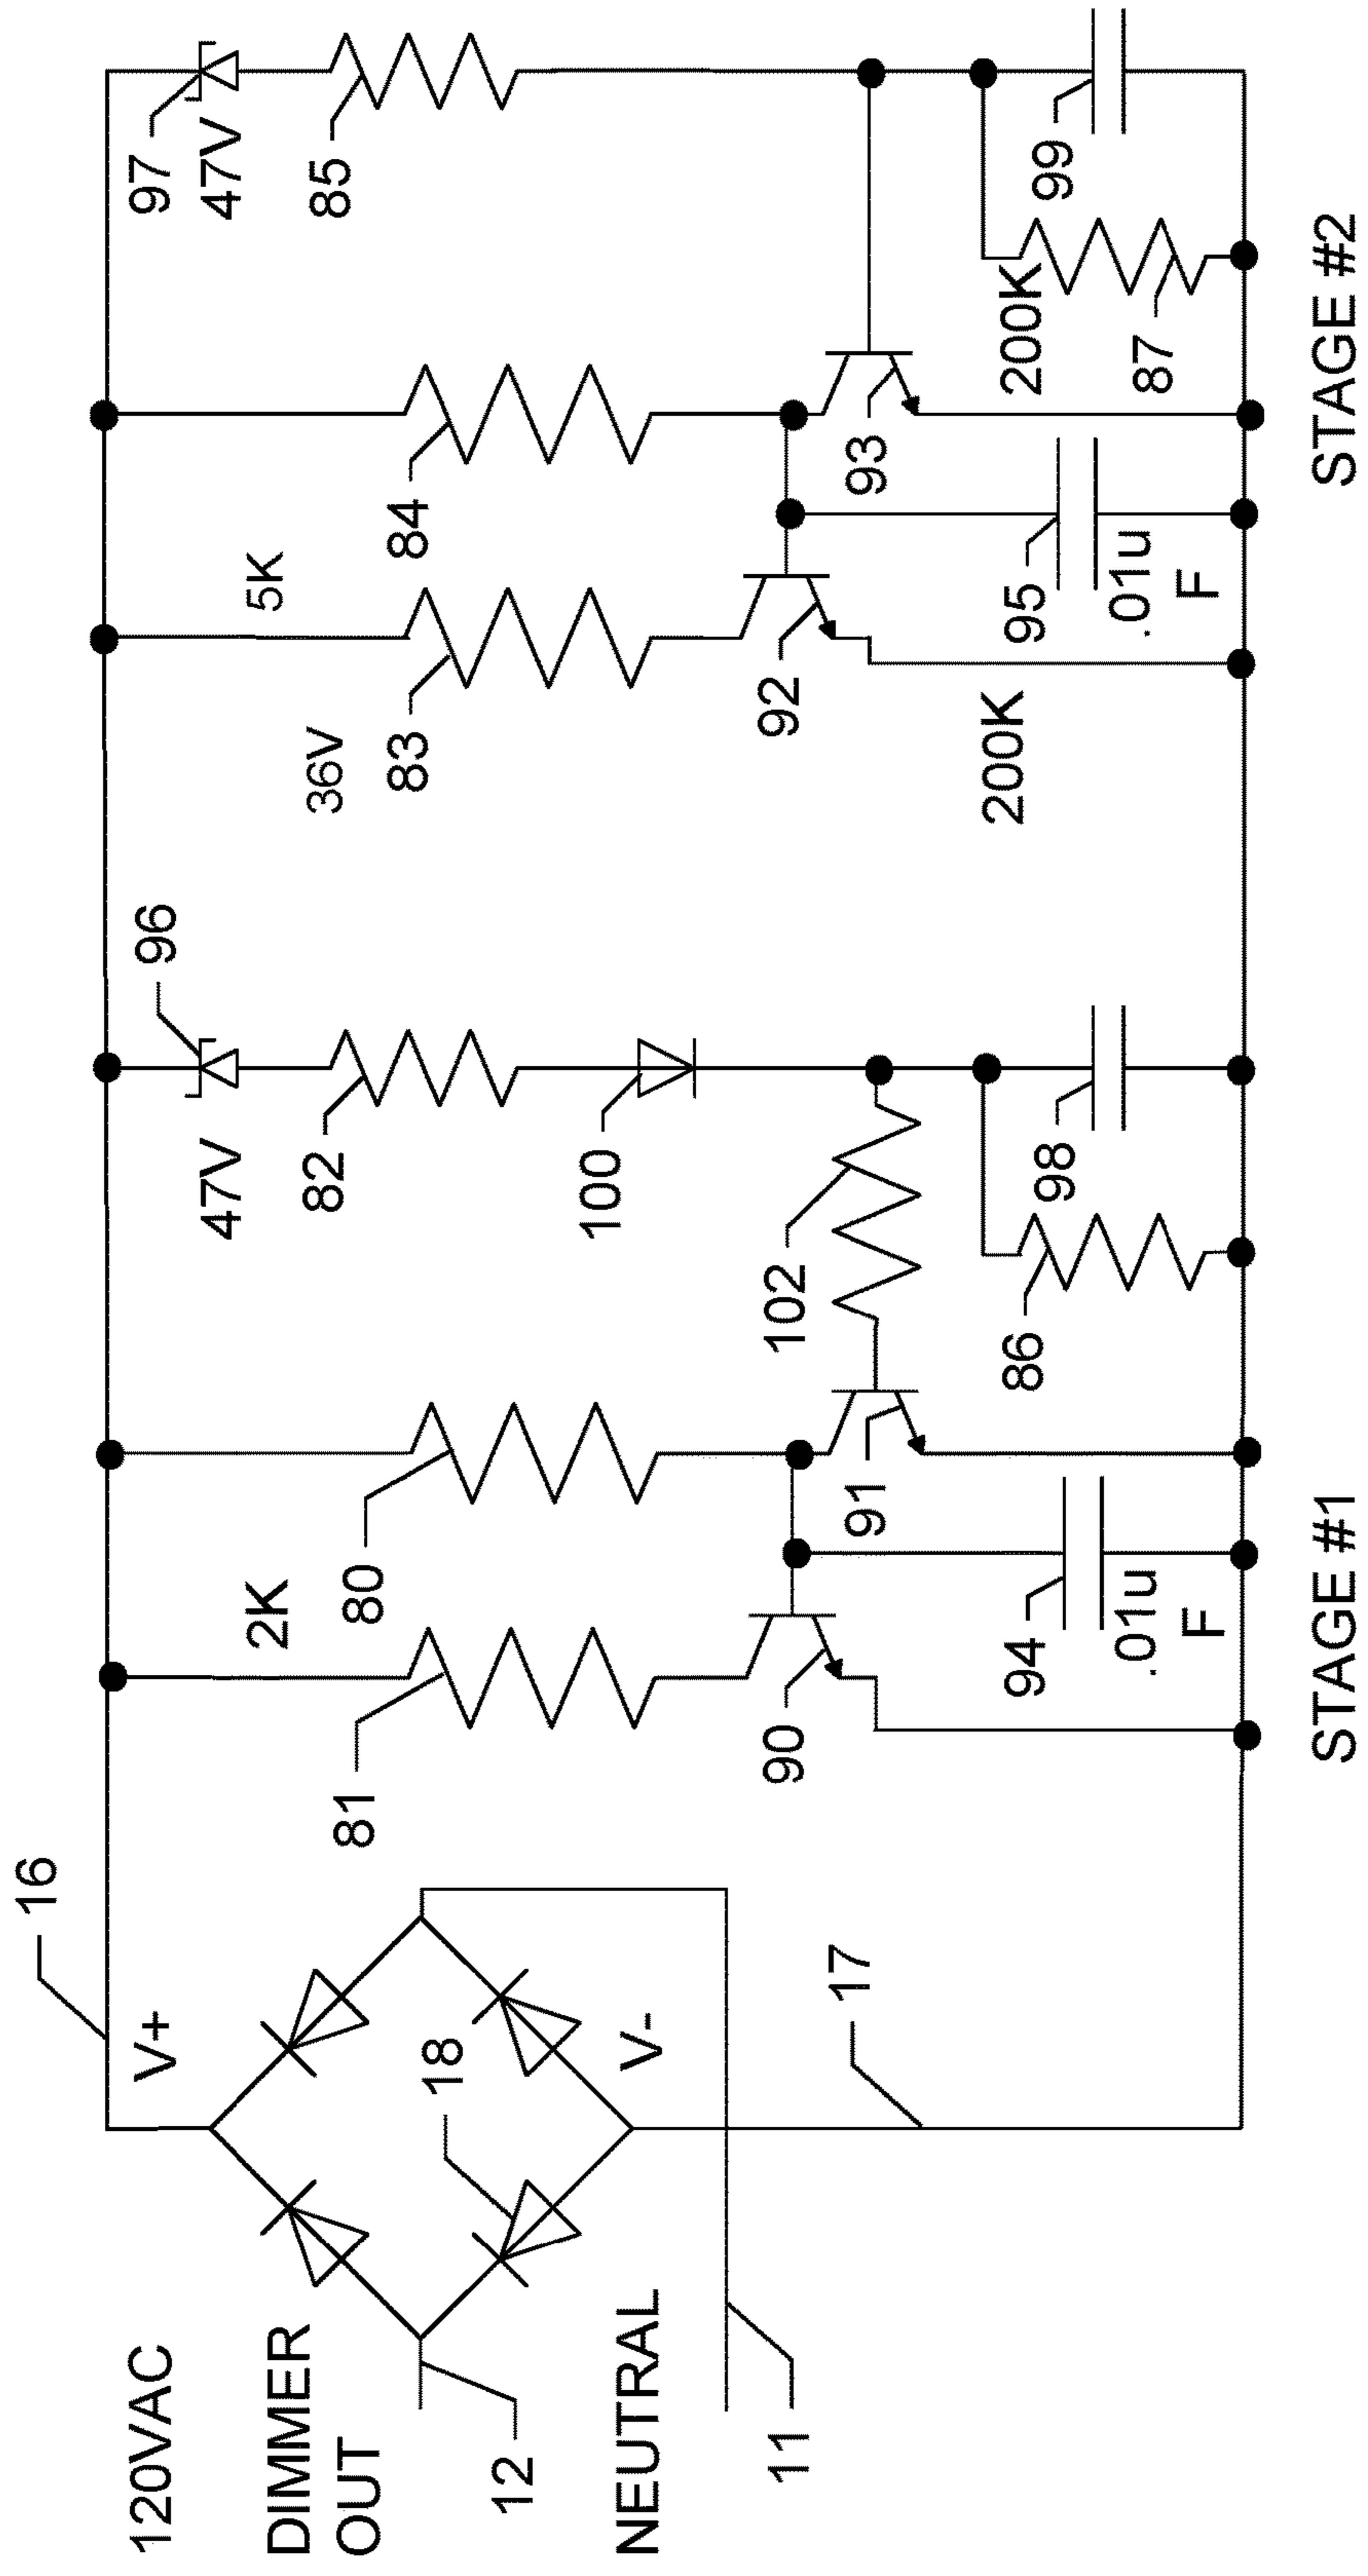 16
V+
120VAC
DIMMER
OUT
12
18
V-
NEUTRAL
11
17
81
2K
80
90
94
.01u
F
91
STAGE #1
96
47V
82
100
102
86
98
36V
83
5K
84
92
200K
95
.01u
F
93
97
47V
85
200K
87
99
STAGE #2